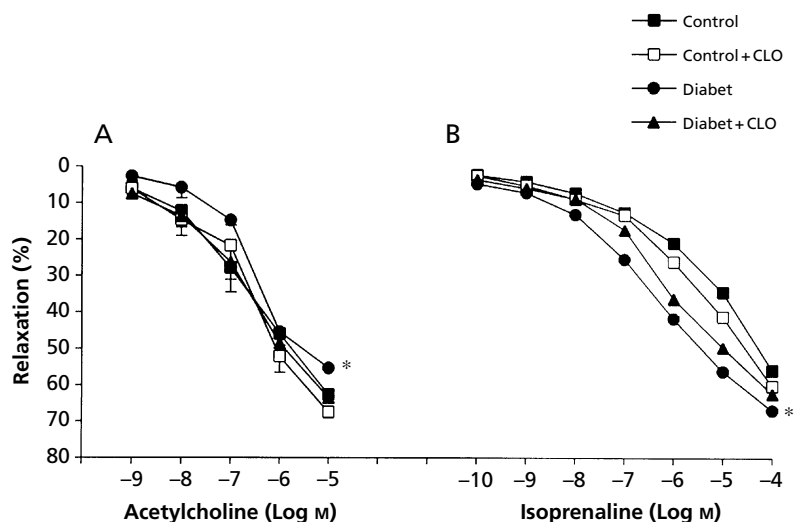 Control
Control + CLO
Diabet
Diabet + CLO
A
B
0
10
20
30
40
50
60
70
80
Relaxation (%)
*
*
–9 –8 –7 –6 –5
–10 –9 –8 –7 –6 –5 –4
Acetylcholine (Log M)
Isoprenaline (Log M)